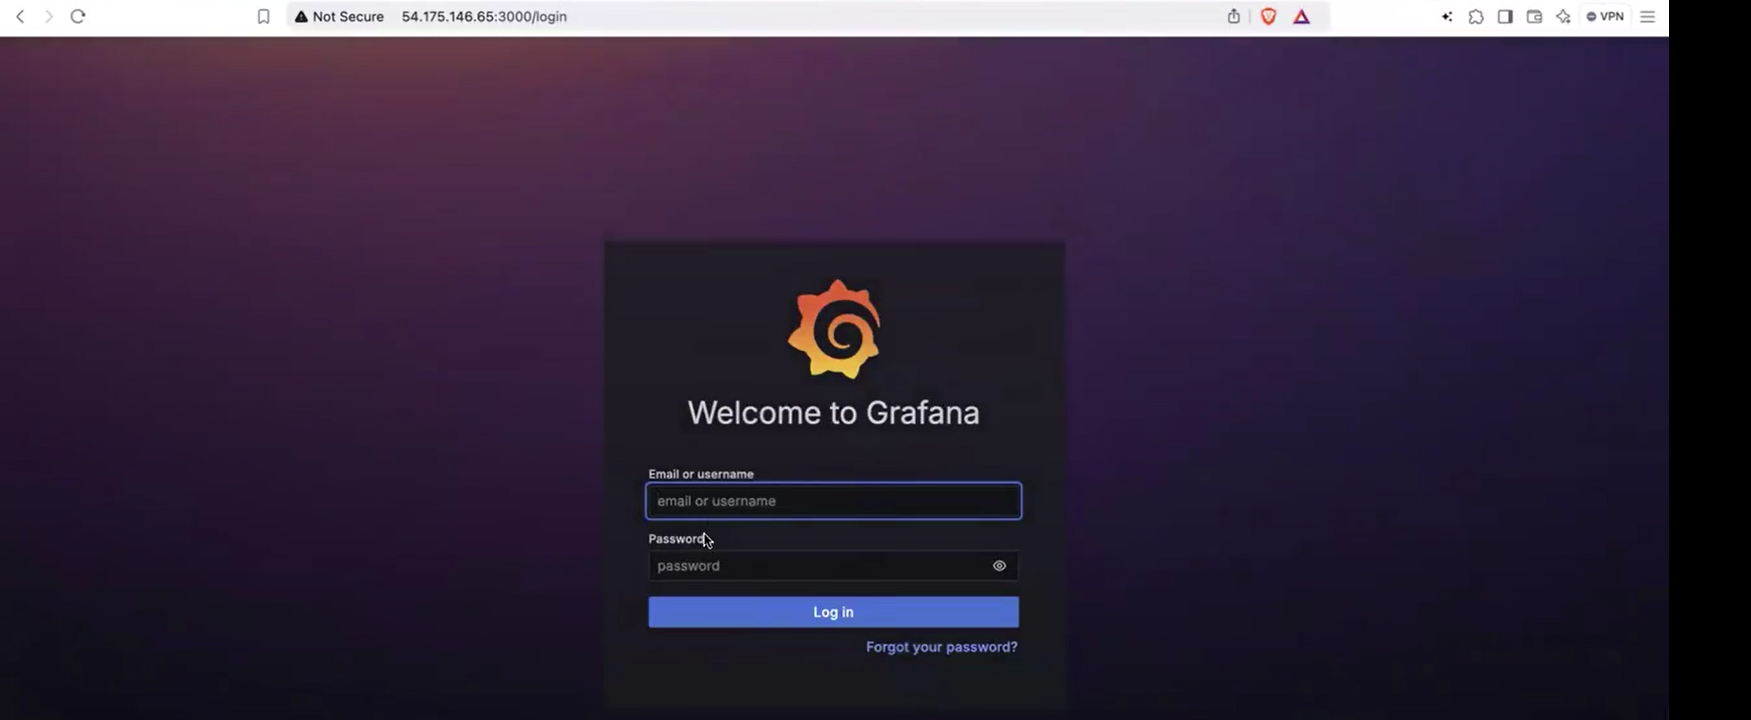 Not Secure 54.175.146.65:3000/login VPN
Welcome to Grafana
Email or username
email or username
Password
password
Log in
Forgot your password?